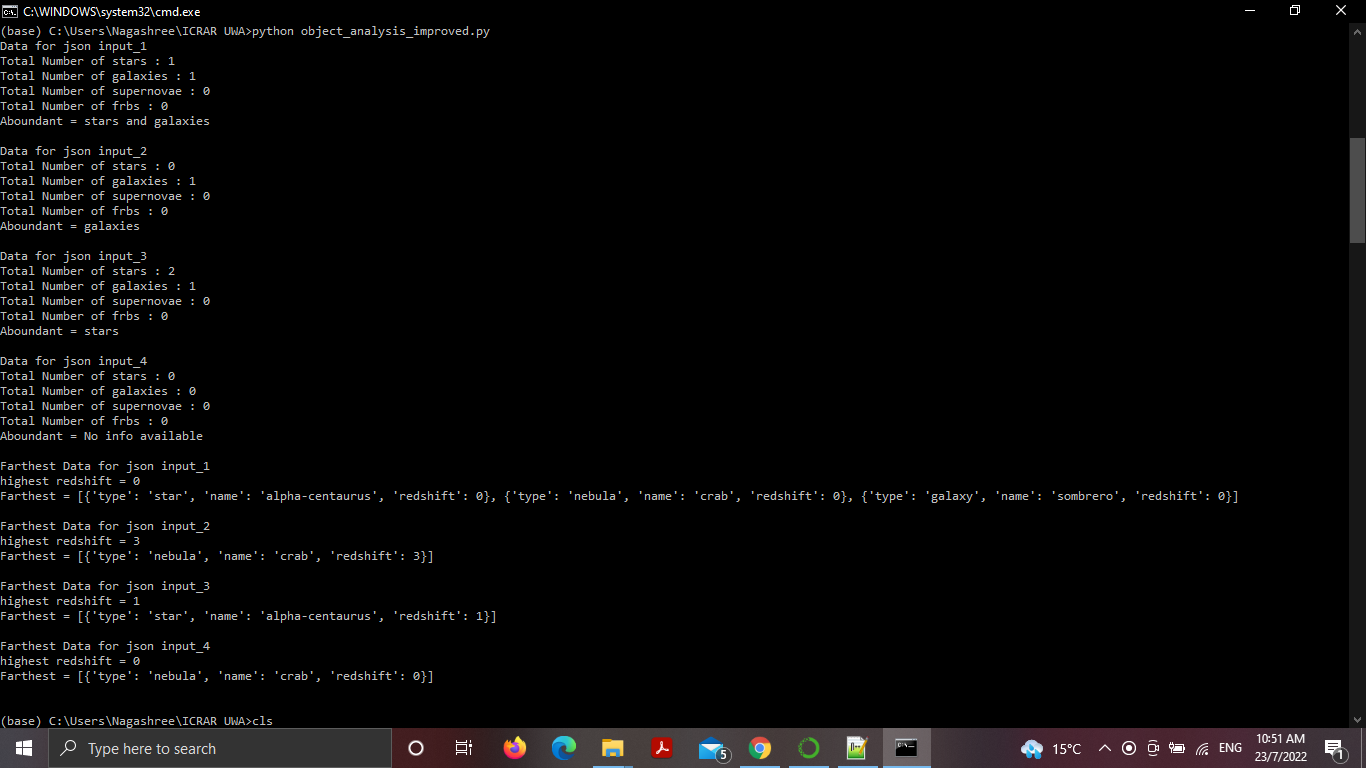 C:\WINDOWS\system32\cmd.exe
(base) C:\Users\Nagashree\ICRAR UWA>python object_analysis_improved.py
Data for json input_1
Total Number of stars : 1
Total Number of galaxies : 1
Total Number of supernovae : 0
Total Number of frbs : 0
Aboundant = stars and galaxies
Data for json input_2
Total Number of stars : 0
Total Number of galaxies : 1
Total Number of supernovae : 0
Total Number of frbs : 0
Aboundant = galaxies
Data for json input_3
Total Number of stars : 2
Total Number of galaxies : 1
Total Number of supernovae : 0
Total Number of frbs : 0
Aboundant = stars
Data for json input_4
Total Number of stars : 0
Total Number of galaxies : 0
Total Number of supernovae : 0
Total Number of frbs : 0
Aboundant = No info available
Farthest Data for json input_1
highest redshift = 0
Farthest = [{'type': 'star', 'name': 'alpha-centaurus', 'redshift': 0}, {'type': 'nebula', 'name': 'crab', 'redshift': 0}, {'type': 'galaxy', 'name': 'sombrero', 'redshift': 0}]
Farthest Data for json input_2
highest redshift = 3
Farthest = [{'type': 'nebula', 'name': 'crab', 'redshift': 3}]
Farthest Data for json input_3
highest redshift = 1
Farthest = [{'type': 'star', 'name': 'alpha-centaurus', 'redshift': 1}]
Farthest Data for json input_4
highest redshift = 0
Farthest = [{'type': 'nebula', 'name': 'crab', 'redshift': 0}]
(base) C:\Users\Nagashree\ICRAR UWA>cls
Type here to search
5
15°C
ENG
10:51 AM
23/7/2022
1